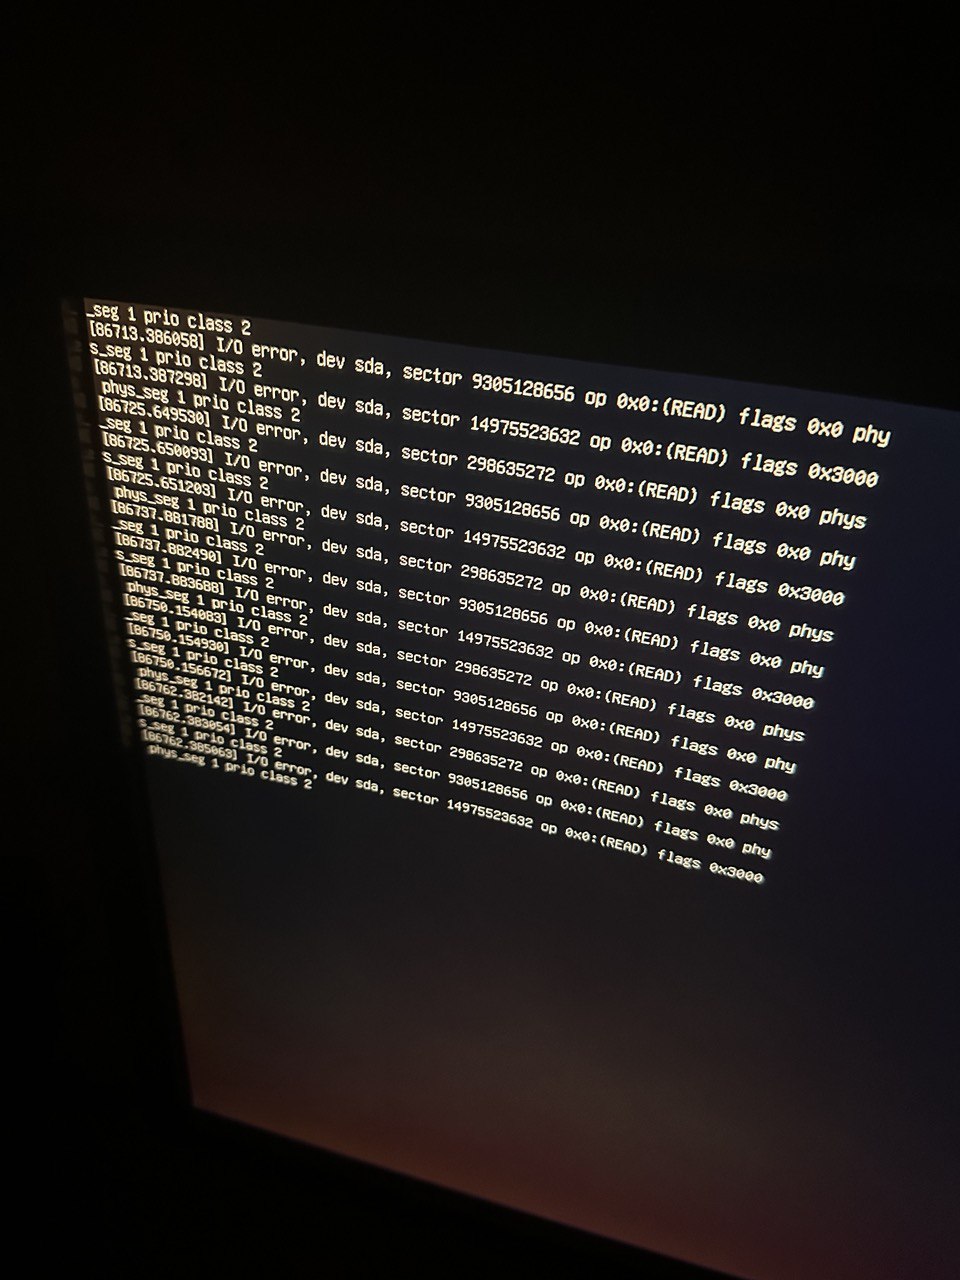 _seg 1 prio class 2
[86713.386058] I/O error, dev sda, sector 9305128656 op 0x0:(READ) flags 0x0 phy
s_seg 1 prio class 2
[86713.387298] I/O error, dev sda, sector 14975523632 op 0x0:(READ) flags 0x3000
phys_seg 1 prio class 2
[86725.649530] I/O error, dev sda, sector 298635272 op 0x0:(READ) flags 0x0 phys
_seg 1 prio class 2
[86725.650093] I/O error, dev sda, sector 9305128656 op 0x0:(READ) flags 0x0 phy
s_seg 1 prio class 2
[86725.651203] I/O error, dev sda, sector 14975523632 op 0x0:(READ) flags 0x3000
phys_seg 1 prio class 2
[86737.881788] I/O error, dev sda, sector 298635272 op 0x0:(READ) flags 0x0 phys
_seg 1 prio class 2
[86737.882490] I/O error, dev sda, sector 9305128656 op 0x0:(READ) flags 0x0 phy
s_seg 1 prio class 2
[86737.883688] I/O error, dev sda, sector 14975523632 op 0x0:(READ) flags 0x3000
phys_seg 1 prio class 2
[86750.154083] I/O error, dev sda, sector 298635272 op 0x0:(READ) flags 0x0 phys
_seg 1 prio class 2
[86750.154930] I/O error, dev sda, sector 9305128656 op 0x0:(READ) flags 0x0 phy
s_seg 1 prio class 2
[86750.156672] I/O error, dev sda, sector 14975523632 op 0x0:(READ) flags 0x3000
phys_seg 1 prio class 2
[86762.382142] I/O error, dev sda, sector 298635272 op 0x0:(READ) flags 0x0 phys
_seg 1 prio class 2
[86762.383054] I/O error, dev sda, sector 9305128656 op 0x0:(READ) flags 0x0 phy
s_seg 1 prio class 2
[86762.385063] I/O error, dev sda, sector 14975523632 op 0x0:(READ) flags 0x3000
phys_seg 1 prio class 2